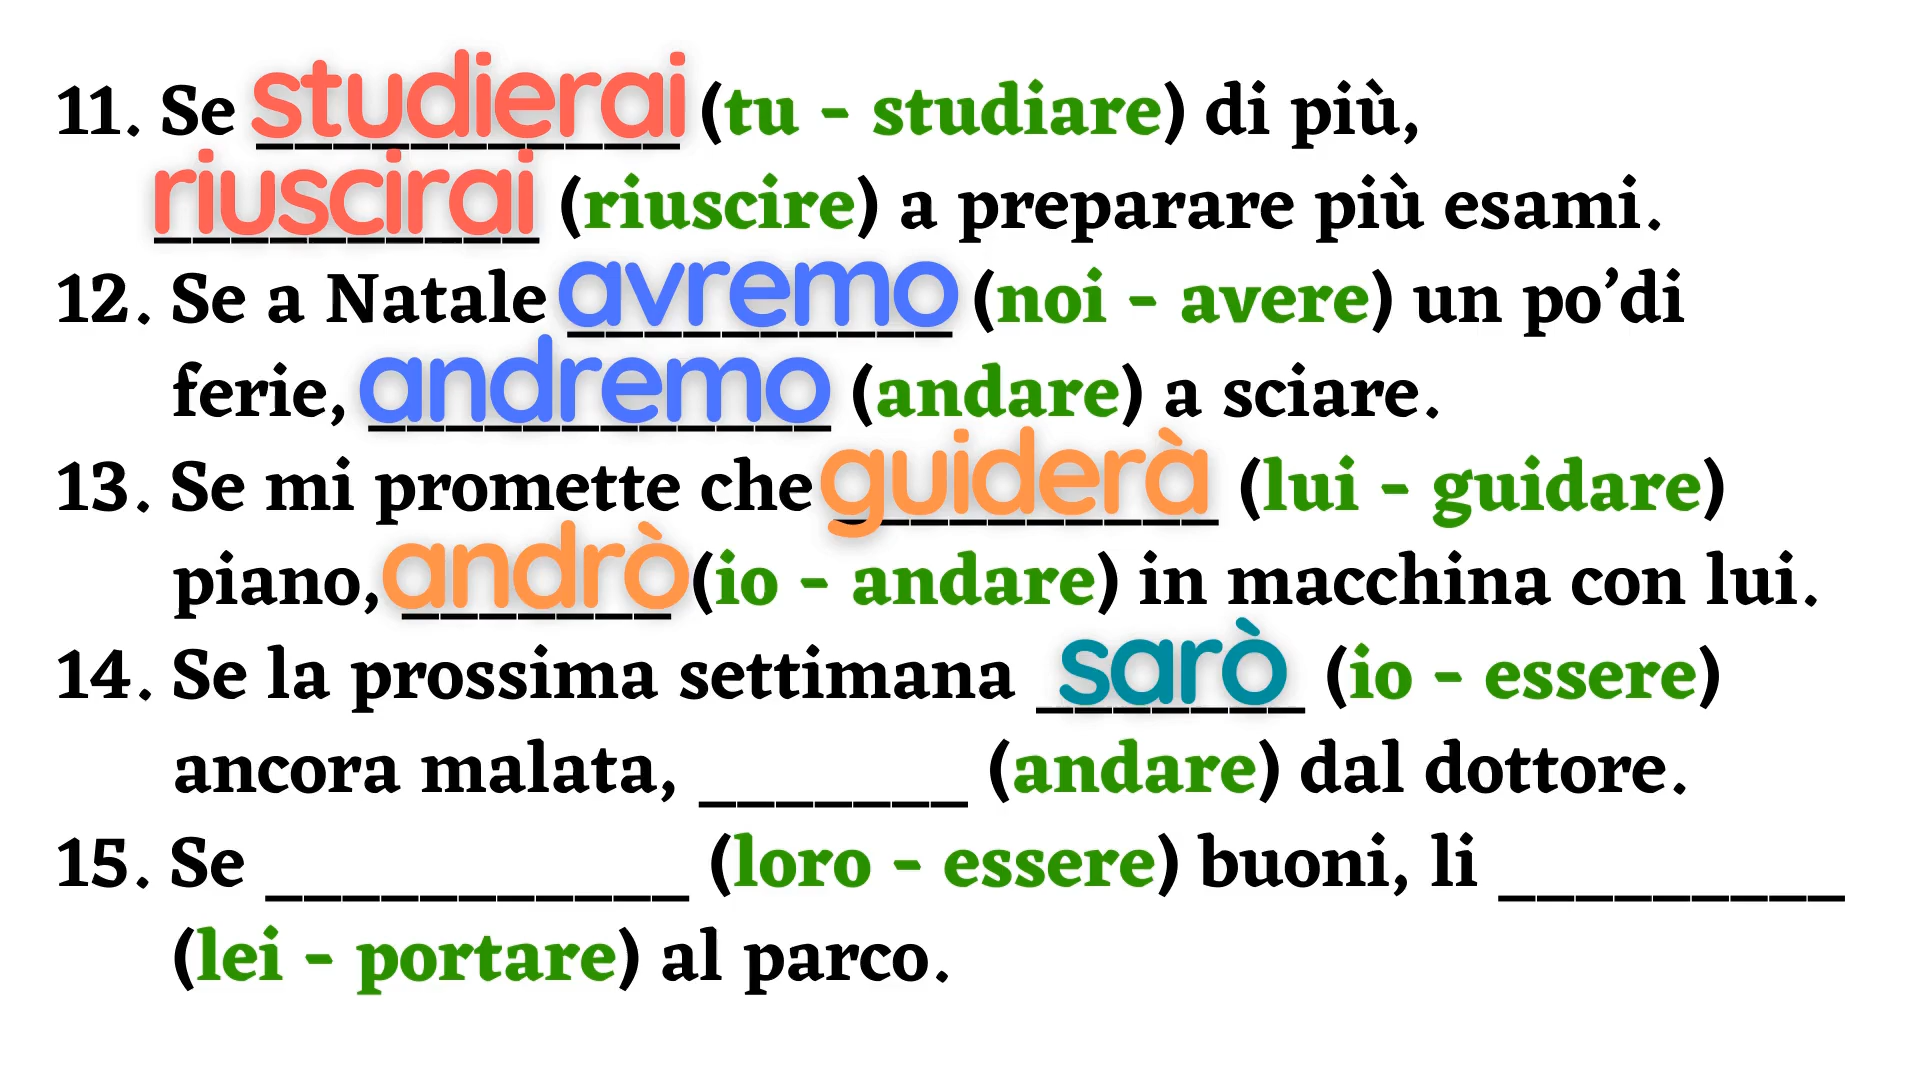 11. Se studierai (tu - studiare) di più,
riuscirai (riuscire) a preparare più esami.
12. Se a Natale avremo (noi - avere) un po’di
ferie, andremo (andare) a sciare.
13. Se mi promette che guiderà (lui - guidare)
piano, andrò (io - andare) in macchina con lui.
14. Se la prossima settimana sarò (io - essere)
ancora malata, _______ (andare) dal dottore.
15. Se ___________ (loro - essere) buoni, li _________
(lei - portare) al parco.